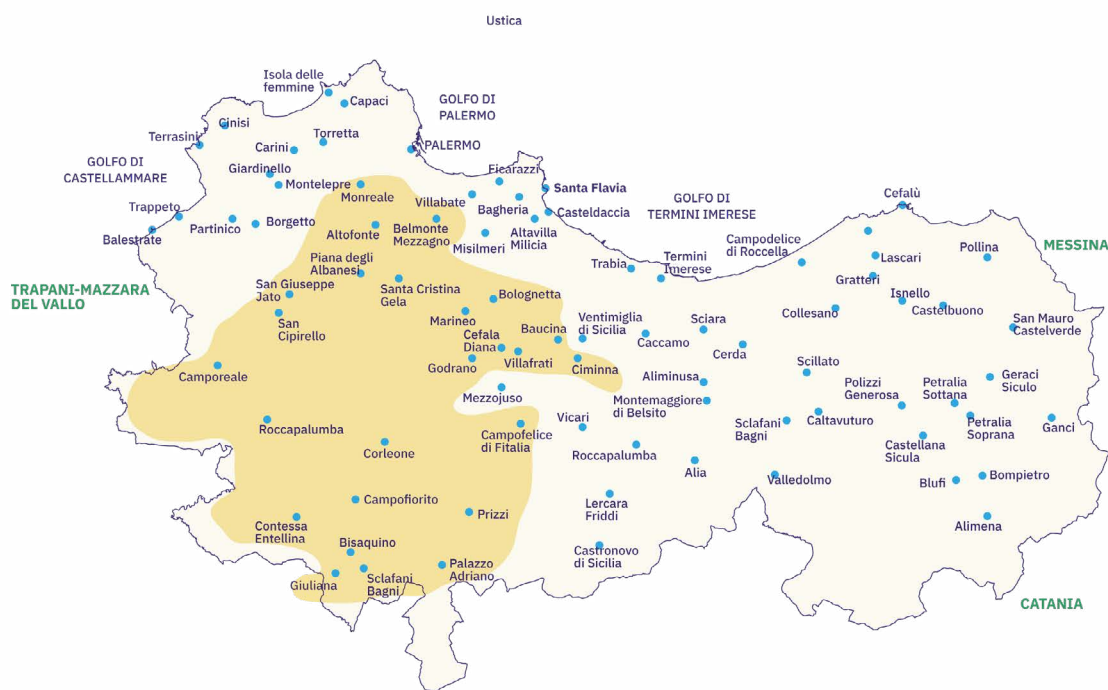 Ustica
Isola delle
femmine
Capaci
GOLFO DI
PALERMO
Cinisi
Terrasini
Torretta
Carini
PALERMO
GOLFO DI
CASTELLAMMARE
Giardinello
Montelepre
Monreale
Ficarazzi
Villabate
Santa Flavia
Bagheria
Casteldaccia
Cefalù
Trappeto
Balestrate
Partinico
Borgetto
Altofonte
Belmonte
Mezzagno
Misilmeri
Altavilla
Milicia
GOLFO DI
TERMINI IMERESE
Campodelice
di Roccella
Lascari
Pollina
MESSINA
Piana degli
Albanesi
Trabia
Termini
Imerese
Gratteri
TRAPANI-MAZZARA
DEL VALLO
San Giuseppe
Jato
Santa Cristina
Gela
Bolognetta
Isnello
Castelbuono
Collesano
San
Cipirello
Marineo
Baucina
Ventimiglia
di Sicilia
Sciara
San Mauro
Castelverde
Cefala
Diana
Caccamo
Cerda
Camporeale
Godrano
Villafrati
Ciminna
Aliminusa
Scillato
Geraci
Siculo
Mezzojuso
Montemaggiore
di Belsito
Polizzi
Generosa
Petralia
Sottana
Roccapalumba
Campofelice
di Fitalia
Vicari
Sclafani
Bagni
Caltavuturo
Petralia
Soprana
Ganci
Corleone
Roccapalumba
Alia
Castellana
Sicula
Valledolmo
Blufi
Bompietro
Campofiorito
Prizzi
Lercara
Friddi
Contessa
Entellina
Alimena
Bisaquino
Castronovo
di Sicilia
Giuliana
Sclafani
Bagni
Palazzo
Adriano
CATANIA